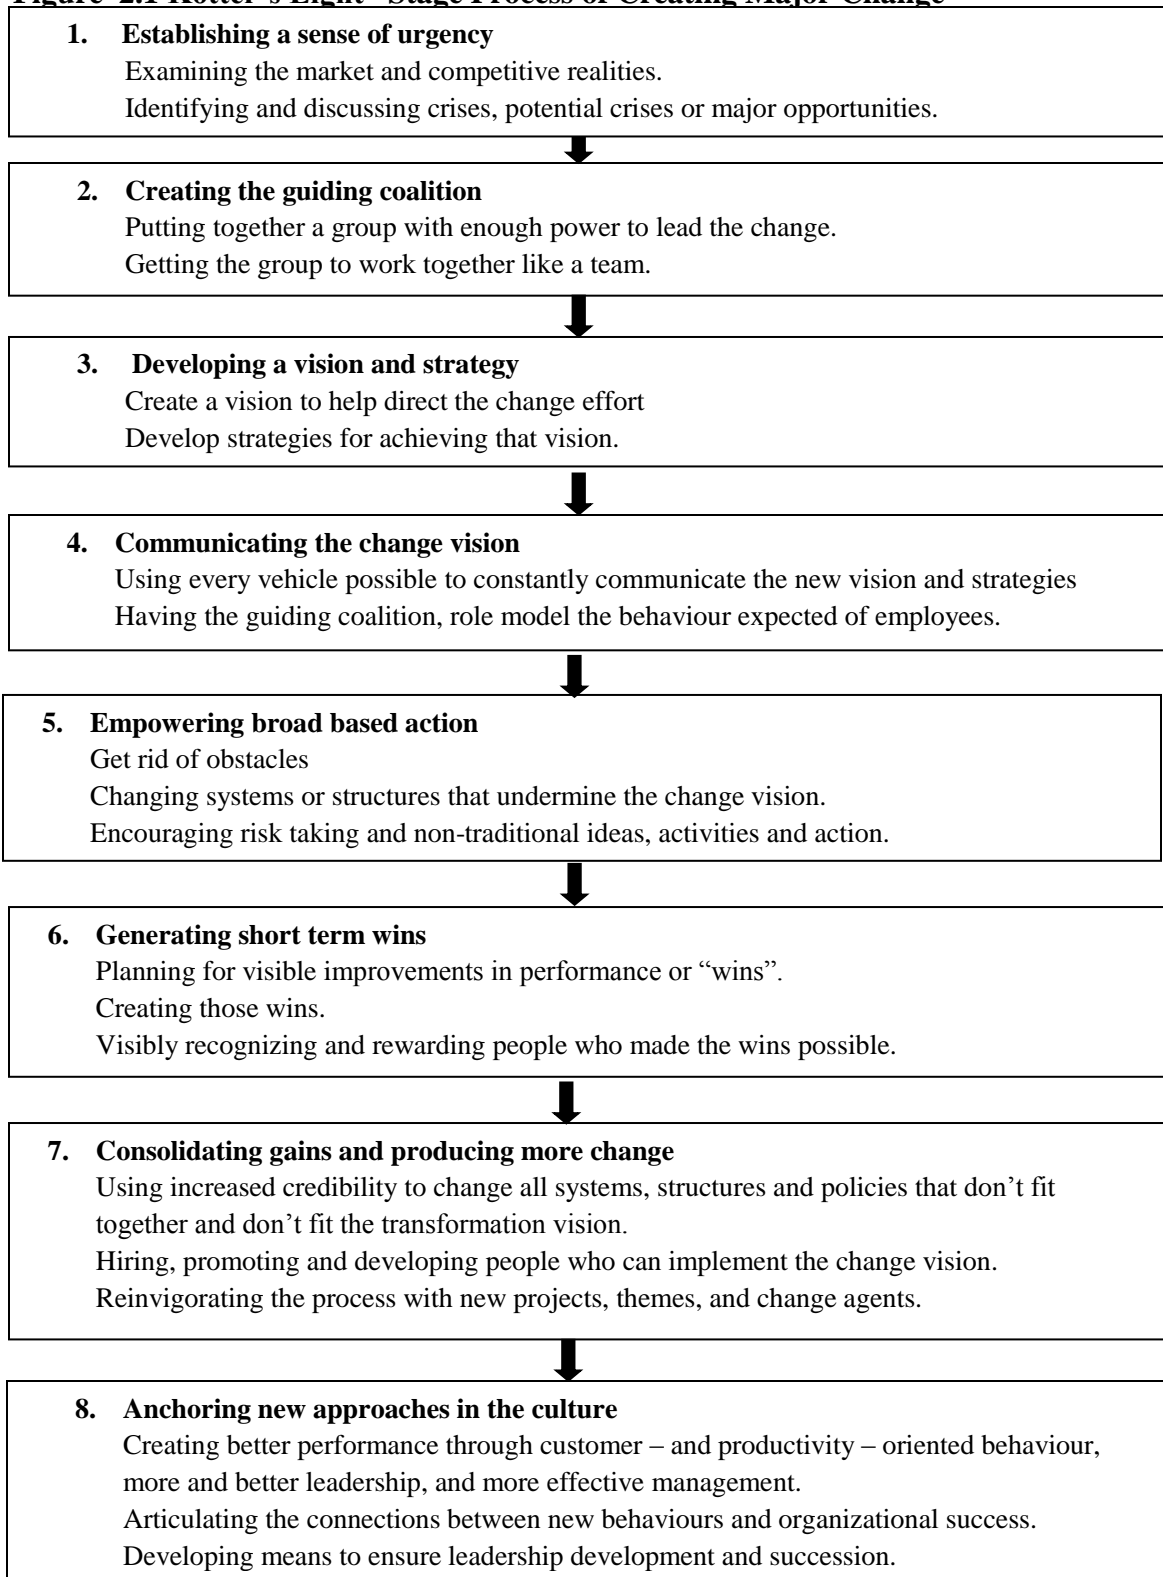 Figure 2.1 Kotter's Eight- Stage Process of Creating Major Change
1. Establishing a sense of urgency
Examining the market and competitive realities.
Identifying and discussing crises, potential crises or major opportunities.
2. Creating the guiding coalition
Putting together a group with enough power to lead the change.
Getting the group to work together like a team.
3. Developing a vision and strategy
Create a vision to help direct the change effort
Develop strategies for achieving that vision.
4. Communicating the change vision
Using every vehicle possible to constantly communicate the new vision and strategies
Having the guiding coalition, role model the behaviour expected of employees.
5. Empowering broad based action
Get rid of obstacles
Changing systems or structures that undermine the change vision.
Encouraging risk taking and non-traditional ideas, activities and action.
6. Generating short term wins
Planning for visible improvements in performance or “wins”.
Creating those wins.
Visibly recognizing and rewarding people who made the wins possible.
7. Consolidating gains and producing more change
Using increased credibility to change all systems, structures and policies that don’t fit
together and don’t fit the transformation vision.
Hiring, promoting and developing people who can implement the change vision.
Reinvigorating the process with new projects, themes, and change agents.
8. Anchoring new approaches in the culture
Creating better performance through customer – and productivity – oriented behaviour,
more and better leadership, and more effective management.
Articulating the connections between new behaviours and organizational success.
Developing means to ensure leadership development and succession.